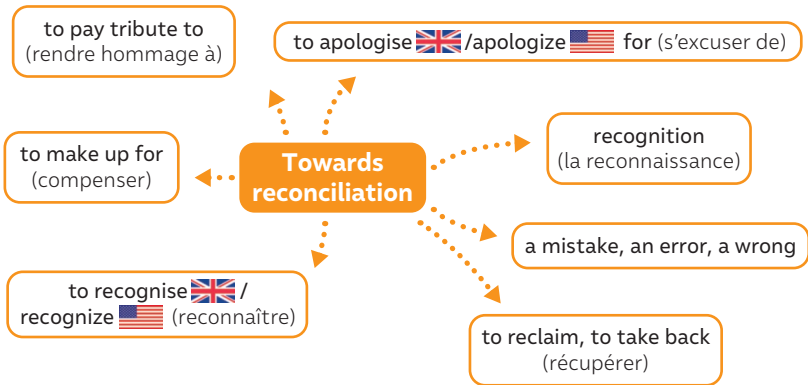 to pay tribute to
(rendre hommage à)
to apologise /apologize for (s'excuser de)
to make up for
(compenser)
Towards
reconciliation
recognition
(la reconnaissance)
a mistake, an error, a wrong
to recognise /
recognize (reconnaître)
to reclaim, to take back
(récupérer)